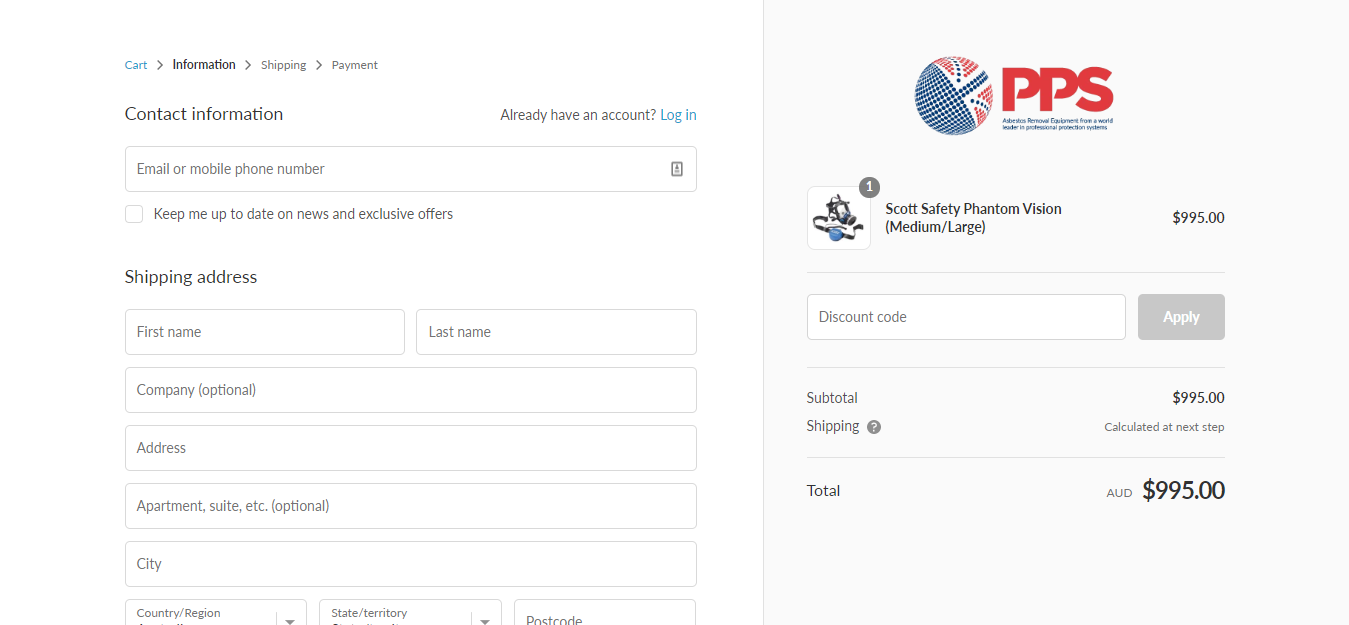 Cart > Information > Shipping > Payment
Contact information
Already have an account? Log in
Email or mobile phone number
Keep me up to date on news and exclusive offers
Shipping address
First name
Last name
Company (optional)
Address
Apartment, suite, etc. (optional)
City
Country/Region
State/territory
Postcode
PPS
Asbestos Removal Equipment from a world
leader in professional protection systems
1
Scott Safety Phantom Vision
(Medium/Large)
$995.00
Discount code
Apply
Subtotal
$995.00
Shipping ?
Calculated at next step
Total
AUD $995.00